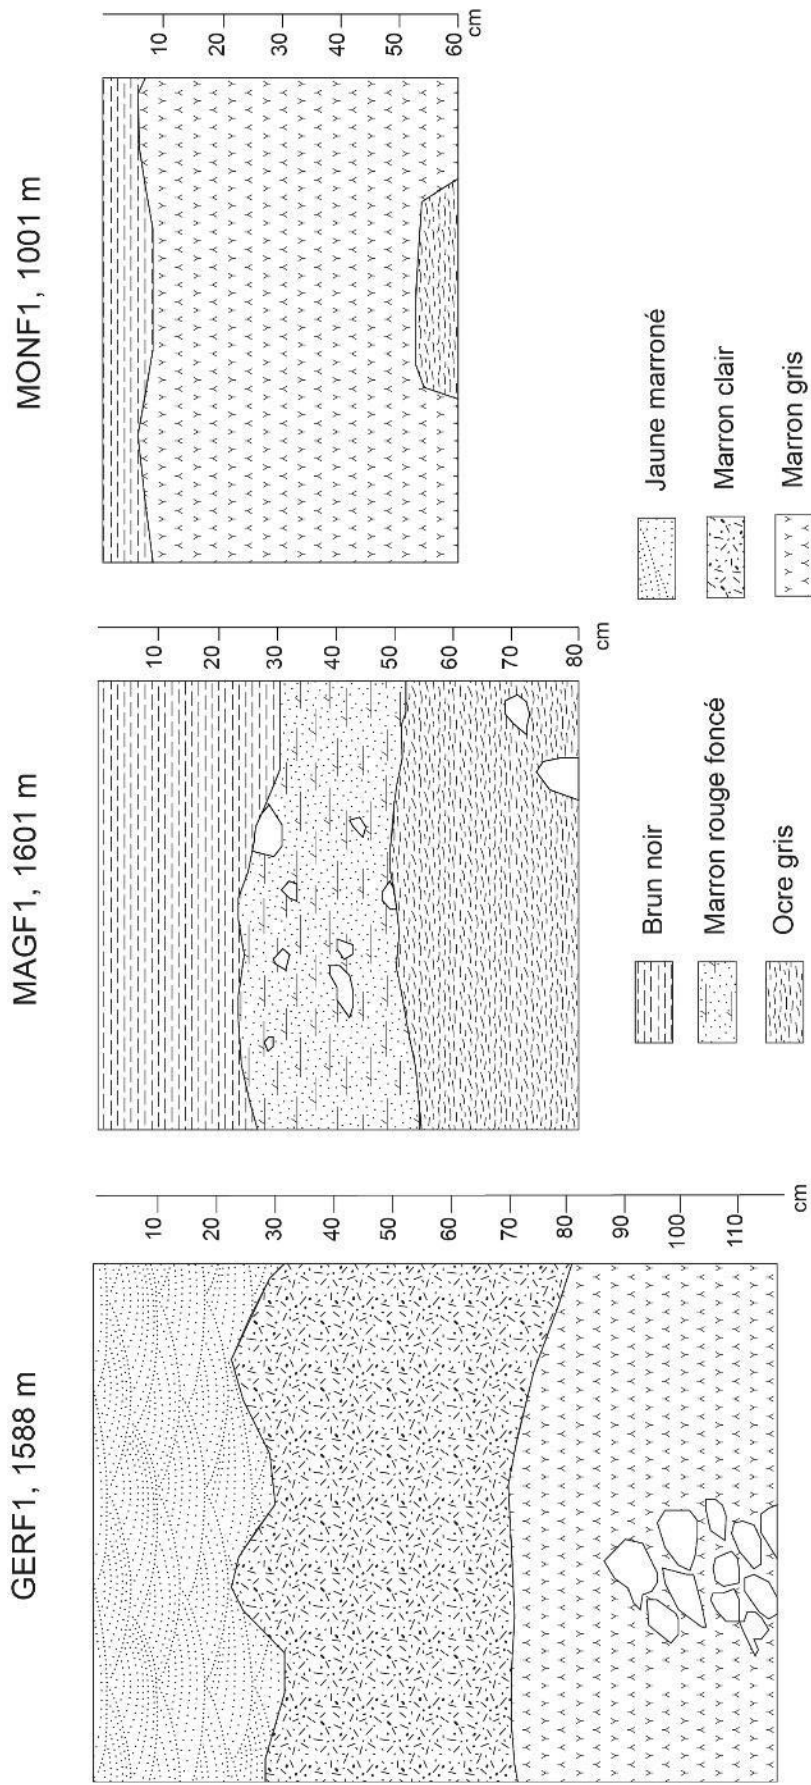 GERF1, 1588 m
10
20
30
40
50
60
70
80
90
100
110
cm
MAGF1, 1601 m
10
20
30
40
50
60
70
80
cm
MONF1, 1001 m
10
20
30
40
50
60
cm
Brun noir
Marron rouge foncé
Ocre gris
Jaune marroné
Marron clair
Marron gris